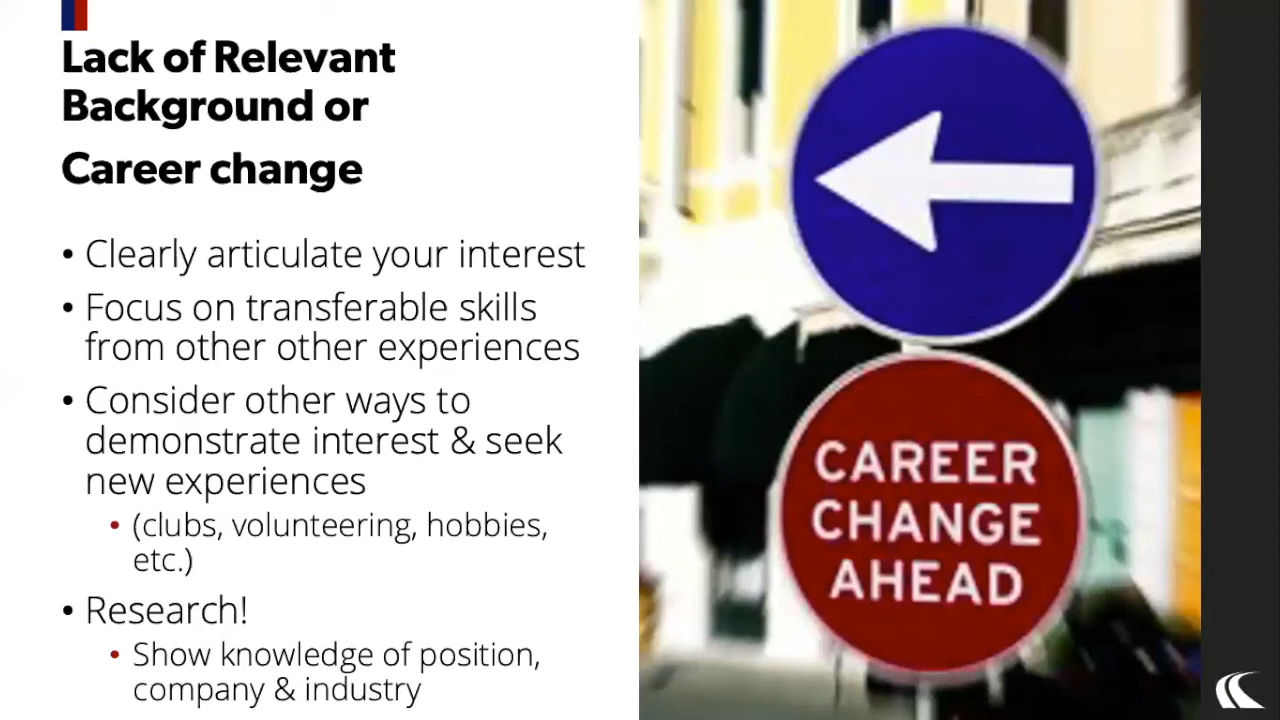 Lack of Relevant
Background or
Career change
• Clearly articulate your interest
• Focus on transferable skills
from other other experiences
• Consider other ways to
demonstrate interest & seek
new experiences
• (clubs, volunteering, hobbies,
etc.)
• Research!
• Show knowledge of position,
company & industry
CAREER
CHANGE
AHEAD